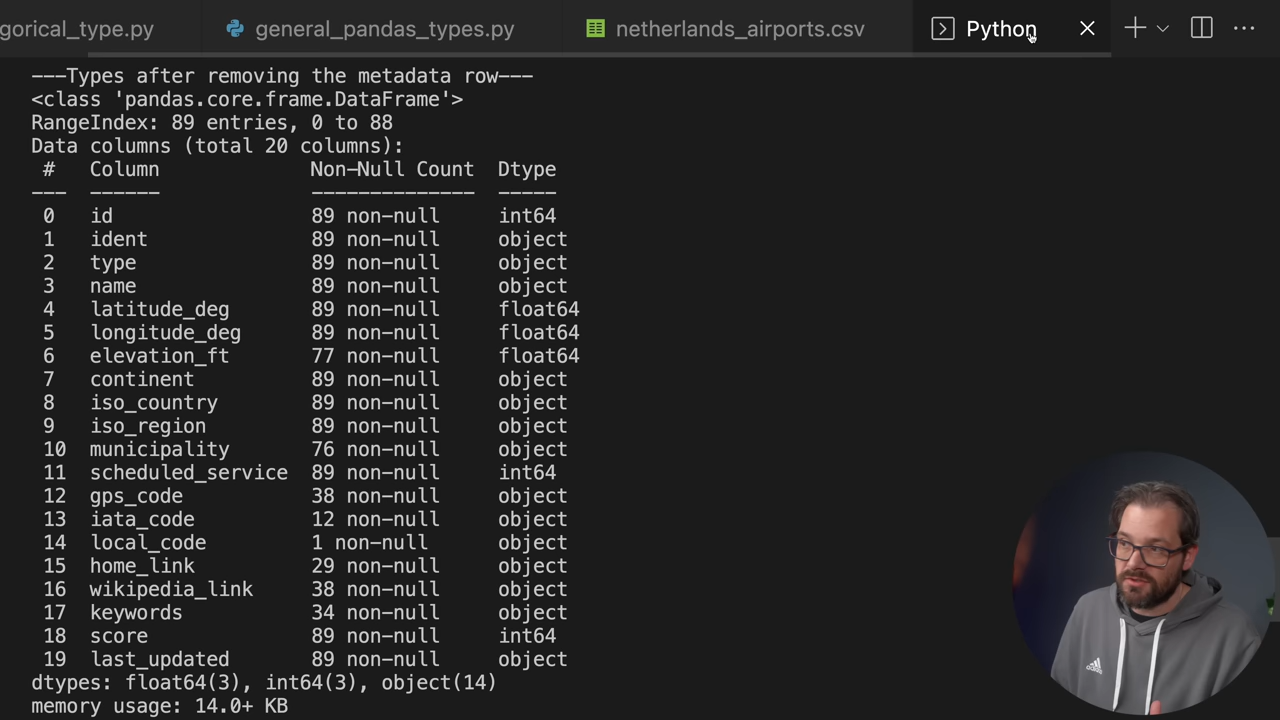 gorical_type.py general_pandas_types.py netherlands_airports.csv Python
---Types after removing the metadata row---
<class 'pandas.core.frame.DataFrame'>
RangeIndex: 89 entries, 0 to 88
Data columns (total 20 columns):
# Column Non-Null Count Dtype
--- ------ -------------- -----
0 id 89 non-null int64
1 ident 89 non-null object
2 type 89 non-null object
3 name 89 non-null object
4 latitude_deg 89 non-null float64
5 longitude_deg 89 non-null float64
6 elevation_ft 77 non-null float64
7 continent 89 non-null object
8 iso_country 89 non-null object
9 iso_region 89 non-null object
10 municipality 76 non-null object
11 scheduled_service 89 non-null int64
12 gps_code 38 non-null object
13 iata_code 12 non-null object
14 local_code 1 non-null object
15 home_link 29 non-null object
16 wikipedia_link 38 non-null object
17 keywords 34 non-null object
18 score 89 non-null int64
19 last_updated 89 non-null object
dtypes: float64(3), int64(3), object(14)
memory usage: 14.0+ KB